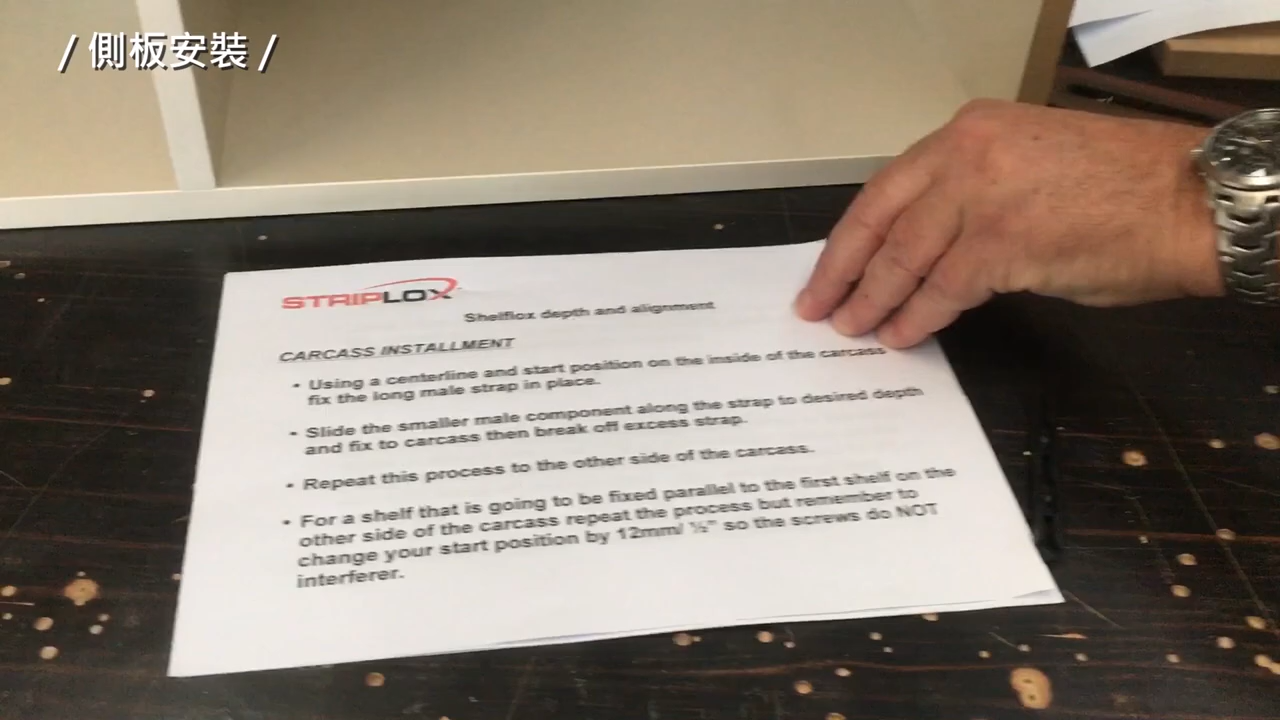 / 側板安裝 /
STRIPLOX
Shelflox depth and alignment
CARCASS INSTALLMENT
• Using a centerline and start position on the inside of the carcass
fix the long male strap in place.
• Slide the smaller male component along the strap to desired depth
and fix to carcass then break off excess strap.
• Repeat this process to the other side of the carcass.
• For a shelf that is going to be fixed parallel to the first shelf on the
other side of the carcass repeat the process but remember to
change your start position by 12mm/ ½" so the screws do NOT
interferer.